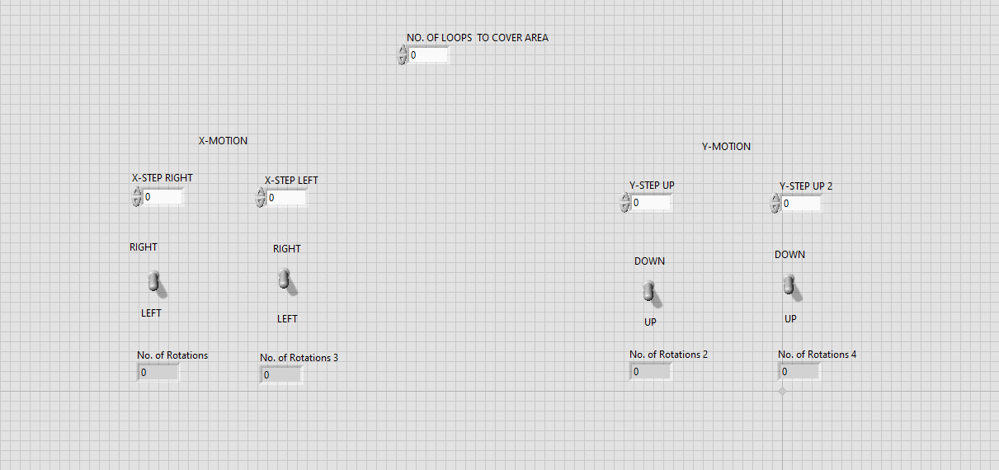 NO. OF LOOPS  TO COVER AREA
0
X-MOTION
Y-MOTION
X-STEP RIGHT
X-STEP LEFT
Y-STEP UP
Y-STEP UP 2
0
0
0
0
RIGHT
RIGHT
DOWN
DOWN
LEFT
LEFT
UP
UP
No. of Rotations
No. of Rotations 3
No. of Rotations 2
No. of Rotations 4
0
0
0
0